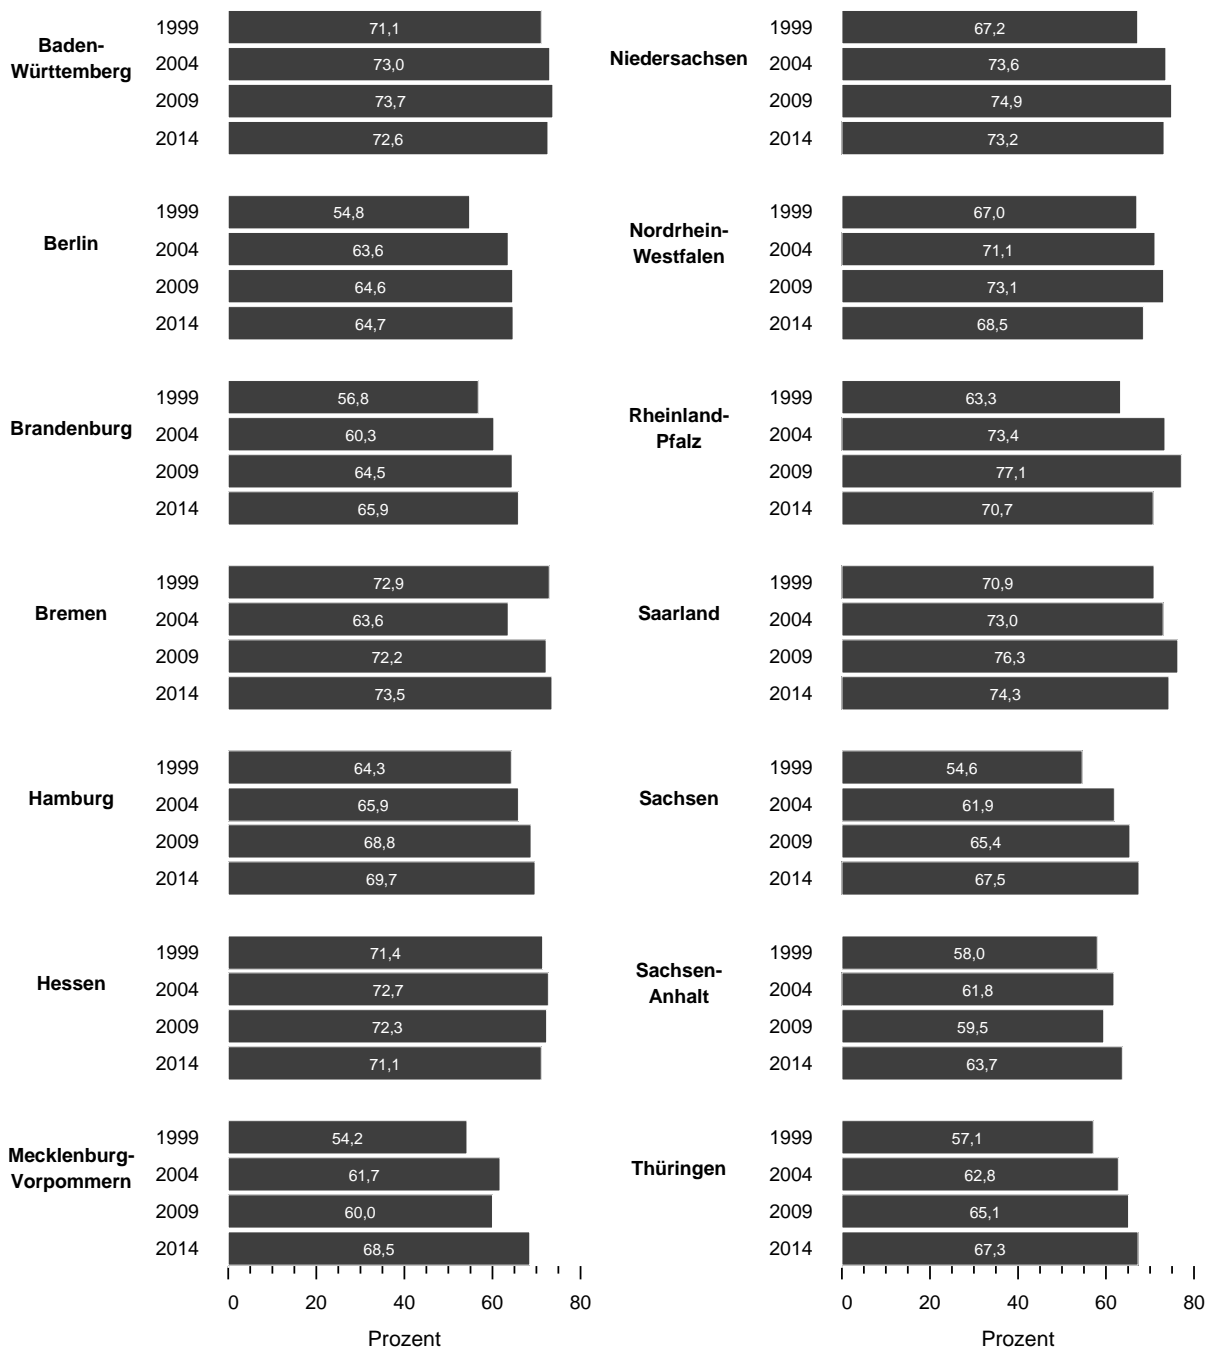 Baden-
Württemberg
1999 71,1
2004 73,0
2009 73,7
2014 72,6
Berlin
1999 54,8
2004 63,6
2009 64,6
2014 64,7
Brandenburg
1999 56,8
2004 60,3
2009 64,5
2014 65,9
Bremen
1999 72,9
2004 63,6
2009 72,2
2014 73,5
Hamburg
1999 64,3
2004 65,9
2009 68,8
2014 69,7
Hessen
1999 71,4
2004 72,7
2009 72,3
2014 71,1
Mecklenburg-
Vorpommern
1999 54,2
2004 61,7
2009 60,0
2014 68,5
0 20 40 60 80
Prozent
Niedersachsen
1999 67,2
2004 73,6
2009 74,9
2014 73,2
Nordrhein-
Westfalen
1999 67,0
2004 71,1
2009 73,1
2014 68,5
Rheinland-
Pfalz
1999 63,3
2004 73,4
2009 77,1
2014 70,7
Saarland
1999 70,9
2004 73,0
2009 76,3
2014 74,3
Sachsen
1999 54,6
2004 61,9
2009 65,4
2014 67,5
Sachsen-
Anhalt
1999 58,0
2004 61,8
2009 59,5
2014 63,7
Thüringen
1999 57,1
2004 62,8
2009 65,1
2014 67,3
0 20 40 60 80
Prozent